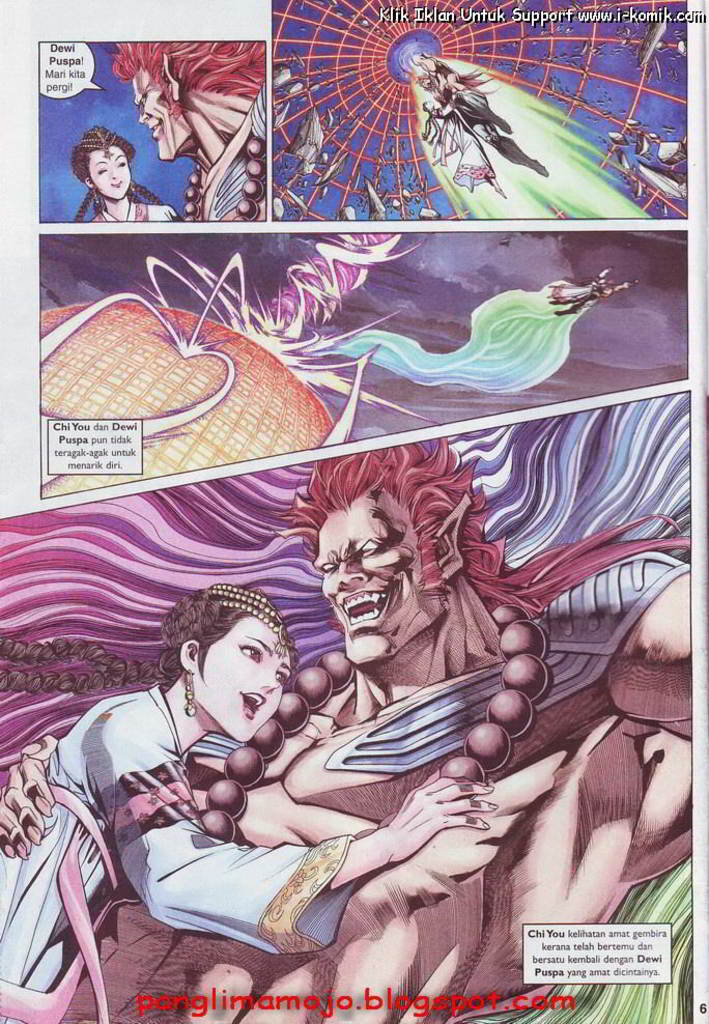 Klik Iklan Untuk Support www.i-komik.com
Dewi
Puspa!
Mari kita
pergi!
Chi You dan Dewi
Puspa pun tidak
teragak-agak untuk
menarik diri.
Chi You kelihatan amat gembira
kerana telah bertemu dan
bersatu kembali dengan Dewi
Puspa yang amat dicintainya.
panglimamojo.blogspot.com
6